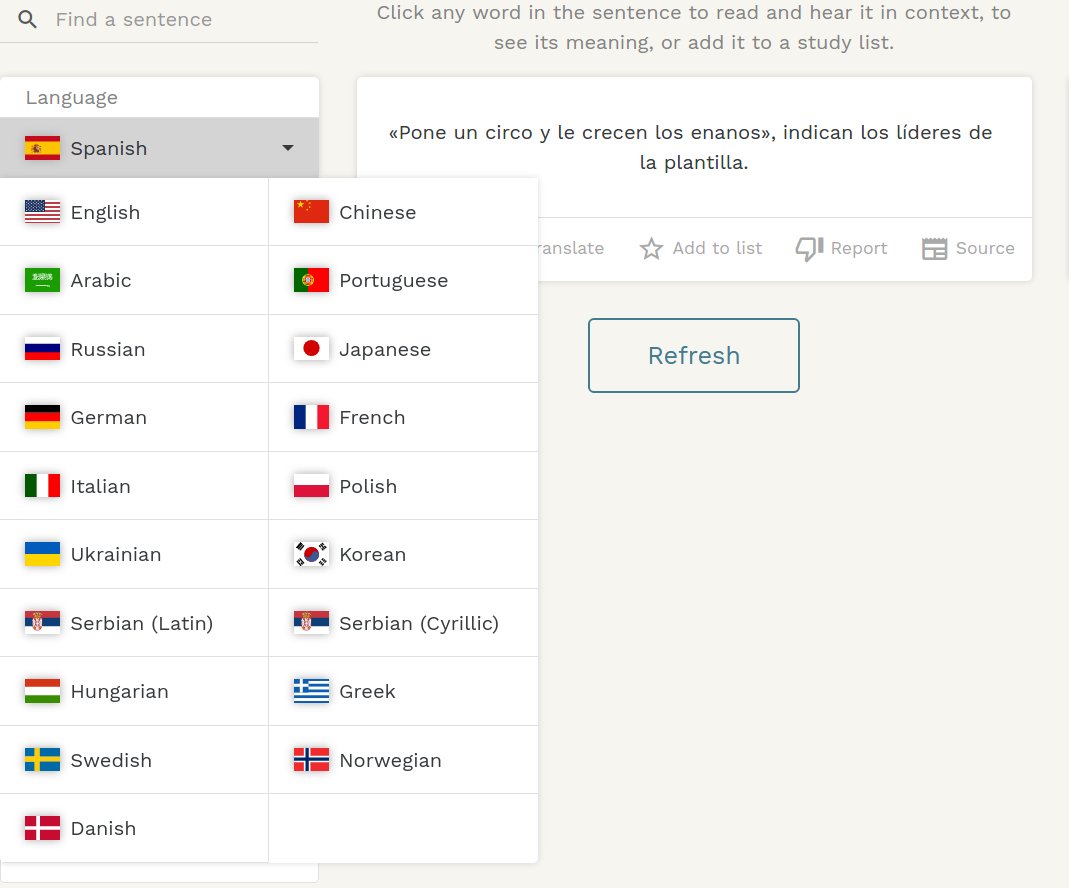 Find a sentence
Click any word in the sentence to read and hear it in context, to
see its meaning, or add it to a study list.
Language
Spanish
«Pone un circo y le crecen los enanos», indican los líderes de
la plantilla.
English
Chinese
ranslate
Add to list
Report
Source
Arabic
Portuguese
Russian
Japanese
Refresh
German
French
Italian
Polish
Ukrainian
Korean
Serbian (Latin)
Serbian (Cyrillic)
Hungarian
Greek
Swedish
Norwegian
Danish